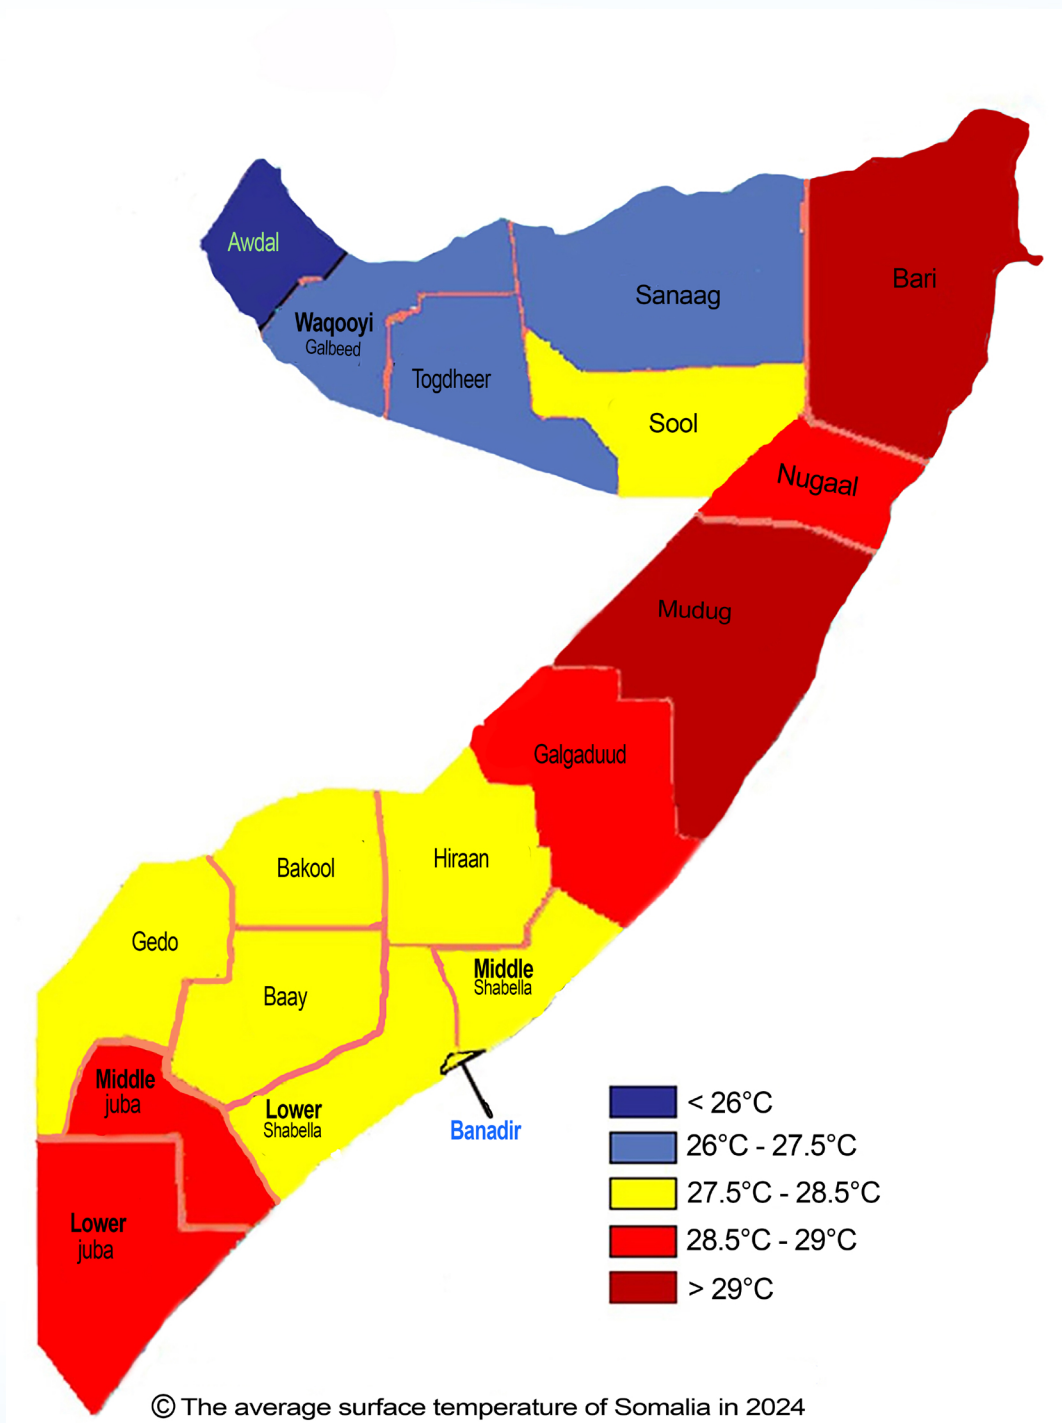 Awdal
Waqooyi
Galbeed
Togdheer
Sanaag
Bari
Sool
Nugaal
Mudug
Galgaduud
Hiraan
Bakool
Gedo
Baay
Middle
Shabella
Middle
juba
Lower
Shabella
Banadir
Lower
juba
< 26°C
26°C - 27.5°C
27.5°C - 28.5°C
28.5°C - 29°C
> 29°C
© The average surface temperature of Somalia in 2024